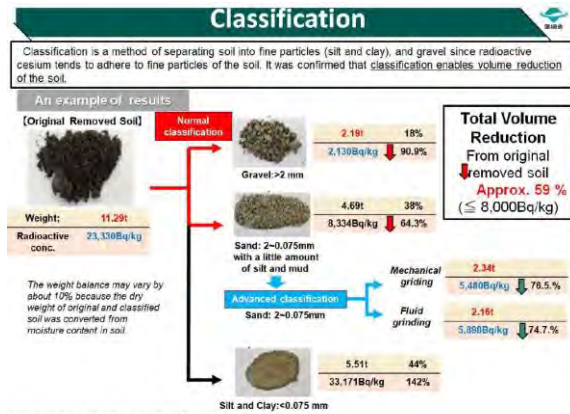 Classification
Classification is a method of separating soil into fine particles (silt and clay), and gravel since radioactive
cesium tends to adhere to fine particles of the soil. It was confirmed that classification enables volume reduction
of the soil.
An example of results
【Original Removed Soil】
Weight: 11.29t
Radioactive conc. 23,330Bq/kg
The weight balance may vary by
about 10% because the dry
weight of original and classified
soil was converted from
moisture content in soil.
Normal
classification
2.19t 18%
2,130Bq/kg 90.9%
Gravel:>2 mm
4.69t 38%
8,334Bq/kg 64.3%
Sand: 2~0.075mm
with a little amount
of silt and mud
Advanced classification
Sand: 2~0.075mm
Mechanical
griding
2.34t
5,480Bq/kg 76.5.%
Fluid
grinding
2.16t
5,890Bq/kg 74.7.%
5.51t 44%
33,171Bq/kg 142%
Silt and Clay:<0.075 mm
Total Volume
Reduction
From original
removed soil
Approx. 59 %
(≦ 8,000Bq/kg)